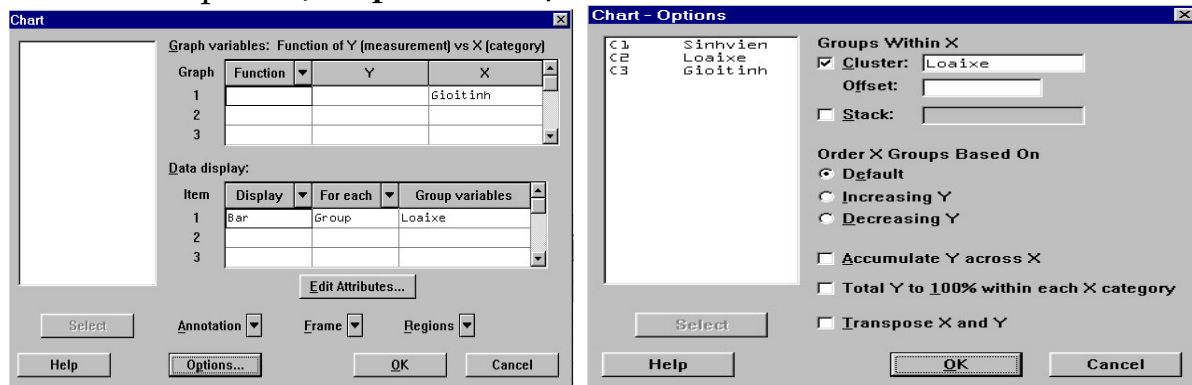 Chart
Graph variables: Function of Y (measurement) vs X (category)
Graph Function Y X
1 Gioitinh
2
3
Data display:
Item Display For each Group variables
1 Bar Group Loaixe
2
3
Edit Attributes...
Select Annotation Frame Regions
Help Options... OK Cancel
Chart - Options
C1 Sinhvien
C2 Loaixe
C3 Gioitinh
Groups Within X
Cluster: Loaixe
Offset:
Stack:
Order X Groups Based On
Default
Increasing Y
Decreasing Y
Accumulate Y across X
Total Y to 100% within each X category
Transpose X and Y
Select
Help OK Cancel